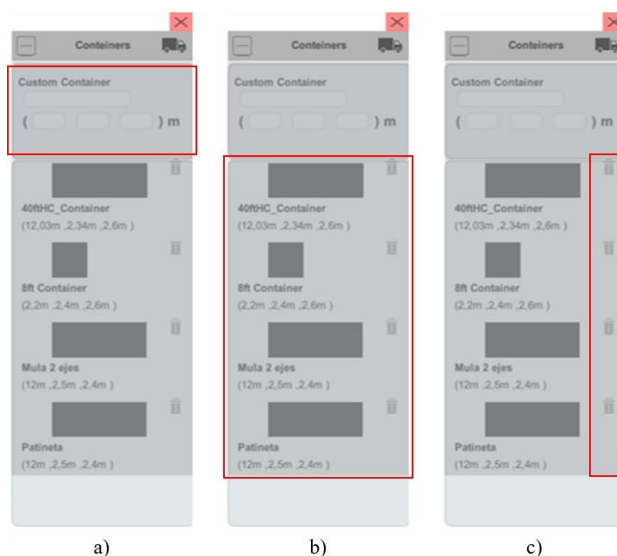 Conteiners
Custom Container
( ) m
40ftHC_Container
(12,03m ,2,34m ,2,6m )
8ft Container
(2,2m ,2,4m ,2,6m )
Mula 2 ejes
(12m ,2,5m ,2,4m )
Patineta
(12m ,2,5m ,2,4m )
a)
Conteiners
Custom Container
( ) m
40ftHC_Container
(12,03m ,2,34m ,2,6m )
8ft Container
(2,2m ,2,4m ,2,6m )
Mula 2 ejes
(12m ,2,5m ,2,4m )
Patineta
(12m ,2,5m ,2,4m )
b)
Conteiners
Custom Container
( ) m
40ftHC_Container
(12,03m ,2,34m ,2,6m )
8ft Container
(2,2m ,2,4m ,2,6m )
Mula 2 ejes
(12m ,2,5m ,2,4m )
Patineta
(12m ,2,5m ,2,4m )
c)